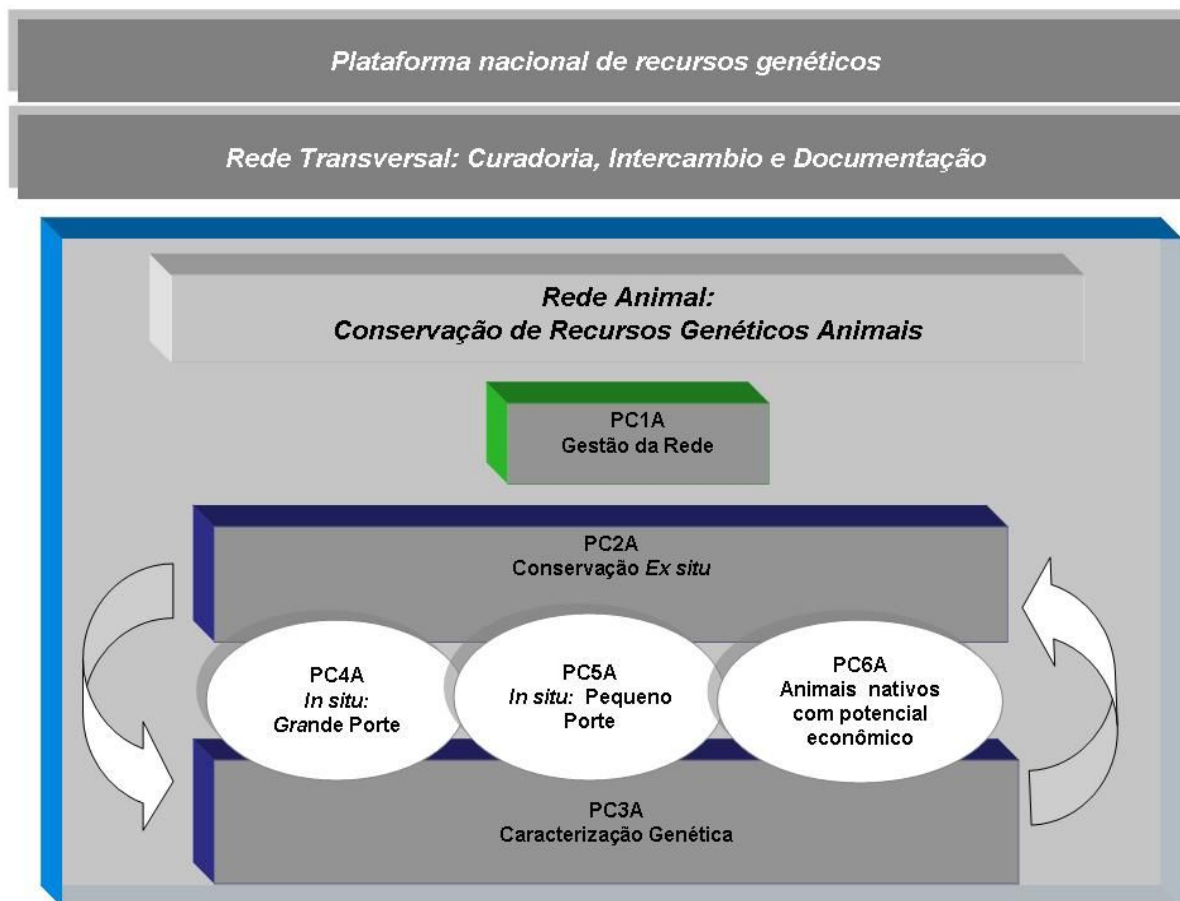 Plataforma nacional de recursos genéticos
Rede Transversal: Curadoria, Intercambio e Documentação
Rede Animal:
Conservação de Recursos Genéticos Animais
PC1A
Gestão da Rede
PC2A
Conservação Ex situ
PC4A
In situ:
Grande Porte
PC5A
In situ: Pequeno
Porte
PC6A
Animais nativos
com potencial
econômico
PC3A
Caracterização Genética